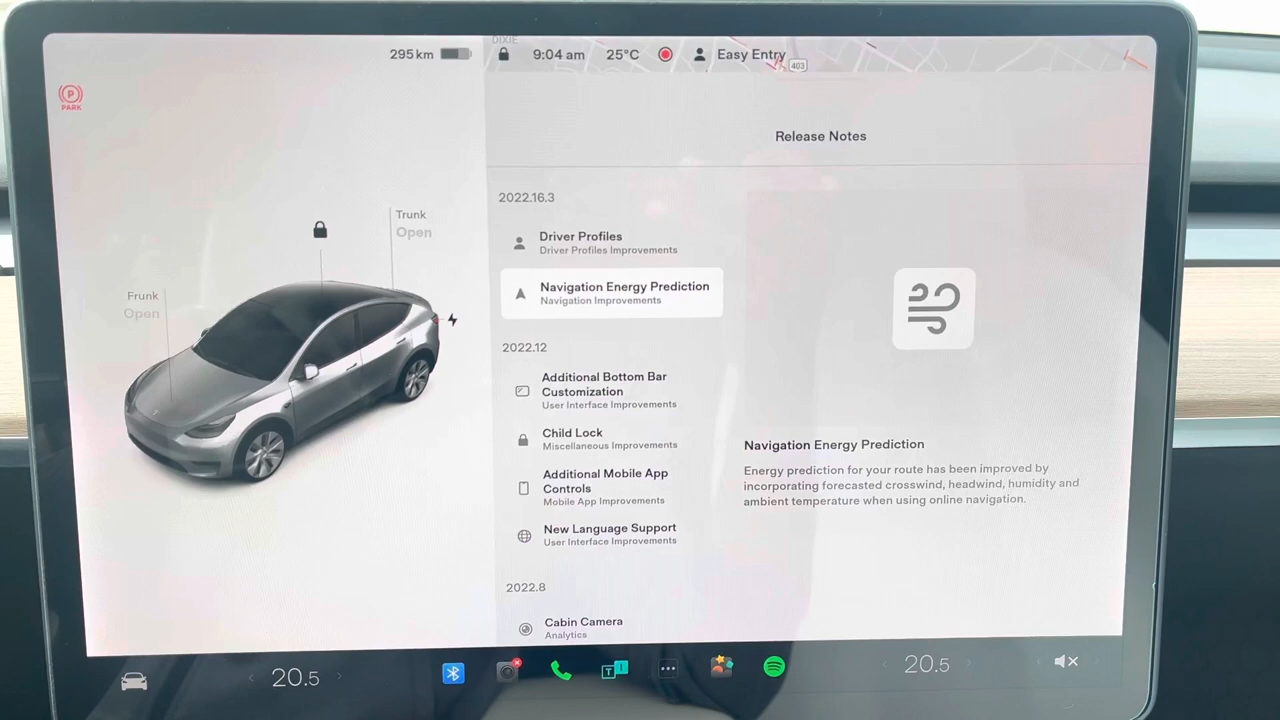 DIXIE
295 km
9:04 am
25°C
Easy Entry
403
P
PARK
Release Notes
Trunk
Open
Frunk
Open
2022.16.3
Driver Profiles
Driver Profiles Improvements
Navigation Energy Prediction
Navigation Improvements
2022.12
Additional Bottom Bar
Customization
User Interface Improvements
Child Lock
Miscellaneous Improvements
Additional Mobile App
Controls
Mobile App Improvements
New Language Support
User Interface Improvements
2022.8
Cabin Camera
Analytics
Navigation Energy Prediction
Energy prediction for your route has been improved by
incorporating forecasted crosswind, headwind, humidity and
ambient temperature when using online navigation.
20.5
T
20.5